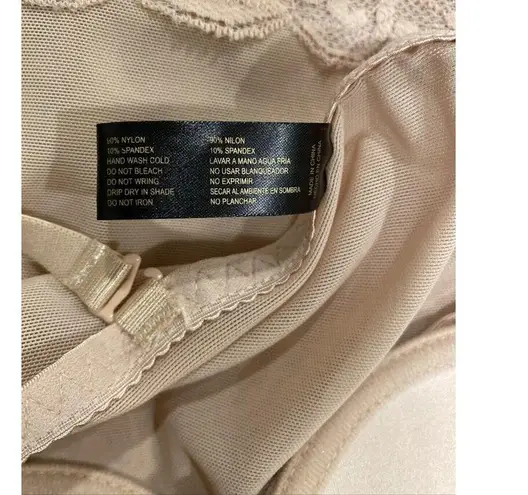 90% NYLON
10% SPANDEX
HAND WASH COLD
DO NOT BLEACH
DO NOT WRING
DRIP DRY IN SHADE
DO NOT IRON
90% NILON
10% SPANDEX
LAVAR A MANO AGUA FRIA
NO USAR BLANQUEADOR
NO EXPRIMIR
SECAR AL AMBIENTE EN SOMBRA
NO PLANCHAR
MADE IN CHINA
EN CHINA